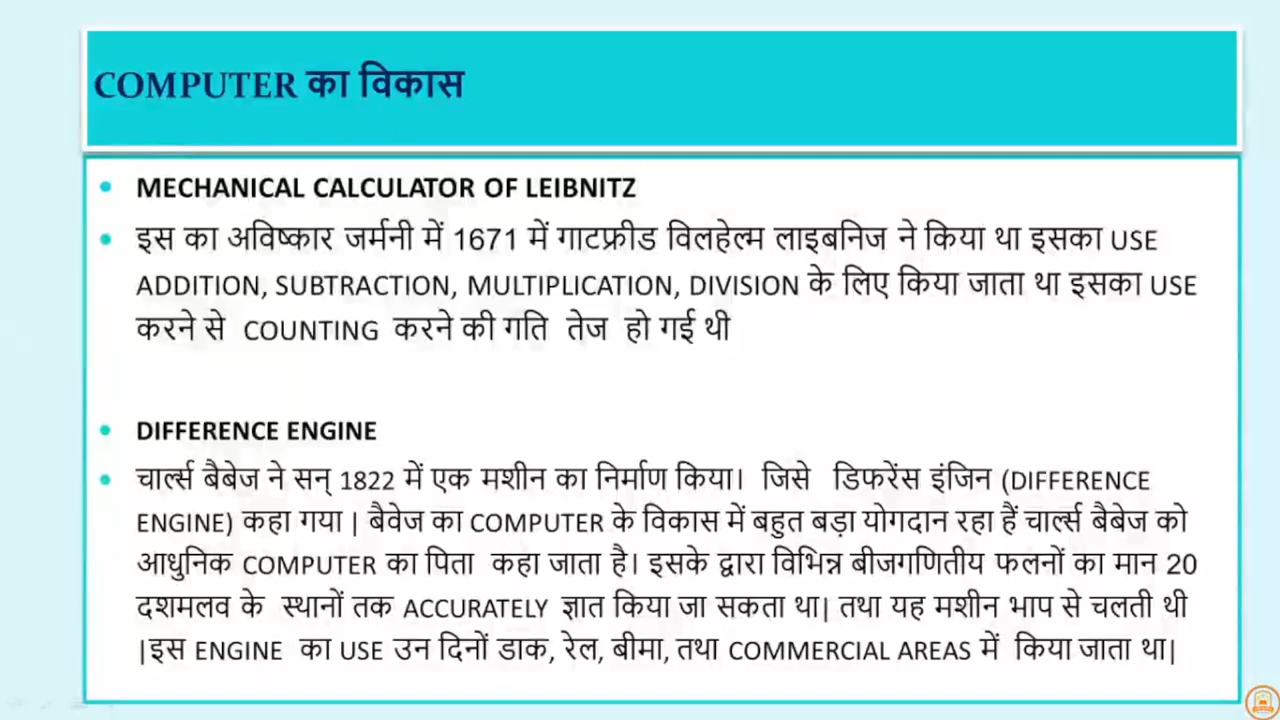 COMPUTER का विकास
MECHANICAL CALCULATOR OF LEIBNITZ
इस का अविष्कार जर्मनी में 1671 में गाटफ्रीड विलहेल्म लाइबनिज ने किया था इसका USE
ADDITION, SUBTRACTION, MULTIPLICATION, DIVISION के लिए किया जाता था इसका USE
करने से COUNTING करने की गति तेज हो गई थी
DIFFERENCE ENGINE
चार्ल्स बैबेज ने सन् 1822 में एक मशीन का निर्माण किया। जिसे डिफरेंस इंजिन (DIFFERENCE
ENGINE) कहा गया | बैवेज का COMPUTER के विकास में बहुत बड़ा योगदान रहा हैं चार्ल्स बैबेज को
आधुनिक COMPUTER का पिता कहा जाता है। इसके द्वारा विभिन्न बीजगणितीय फलनों का मान 20
दशमलव के स्थानों तक ACCURATELY ज्ञात किया जा सकता था| तथा यह मशीन भाप से चलती थी
|इस ENGINE का USE उन दिनों डाक, रेल, बीमा, तथा COMMERCIAL AREAS में किया जाता था|